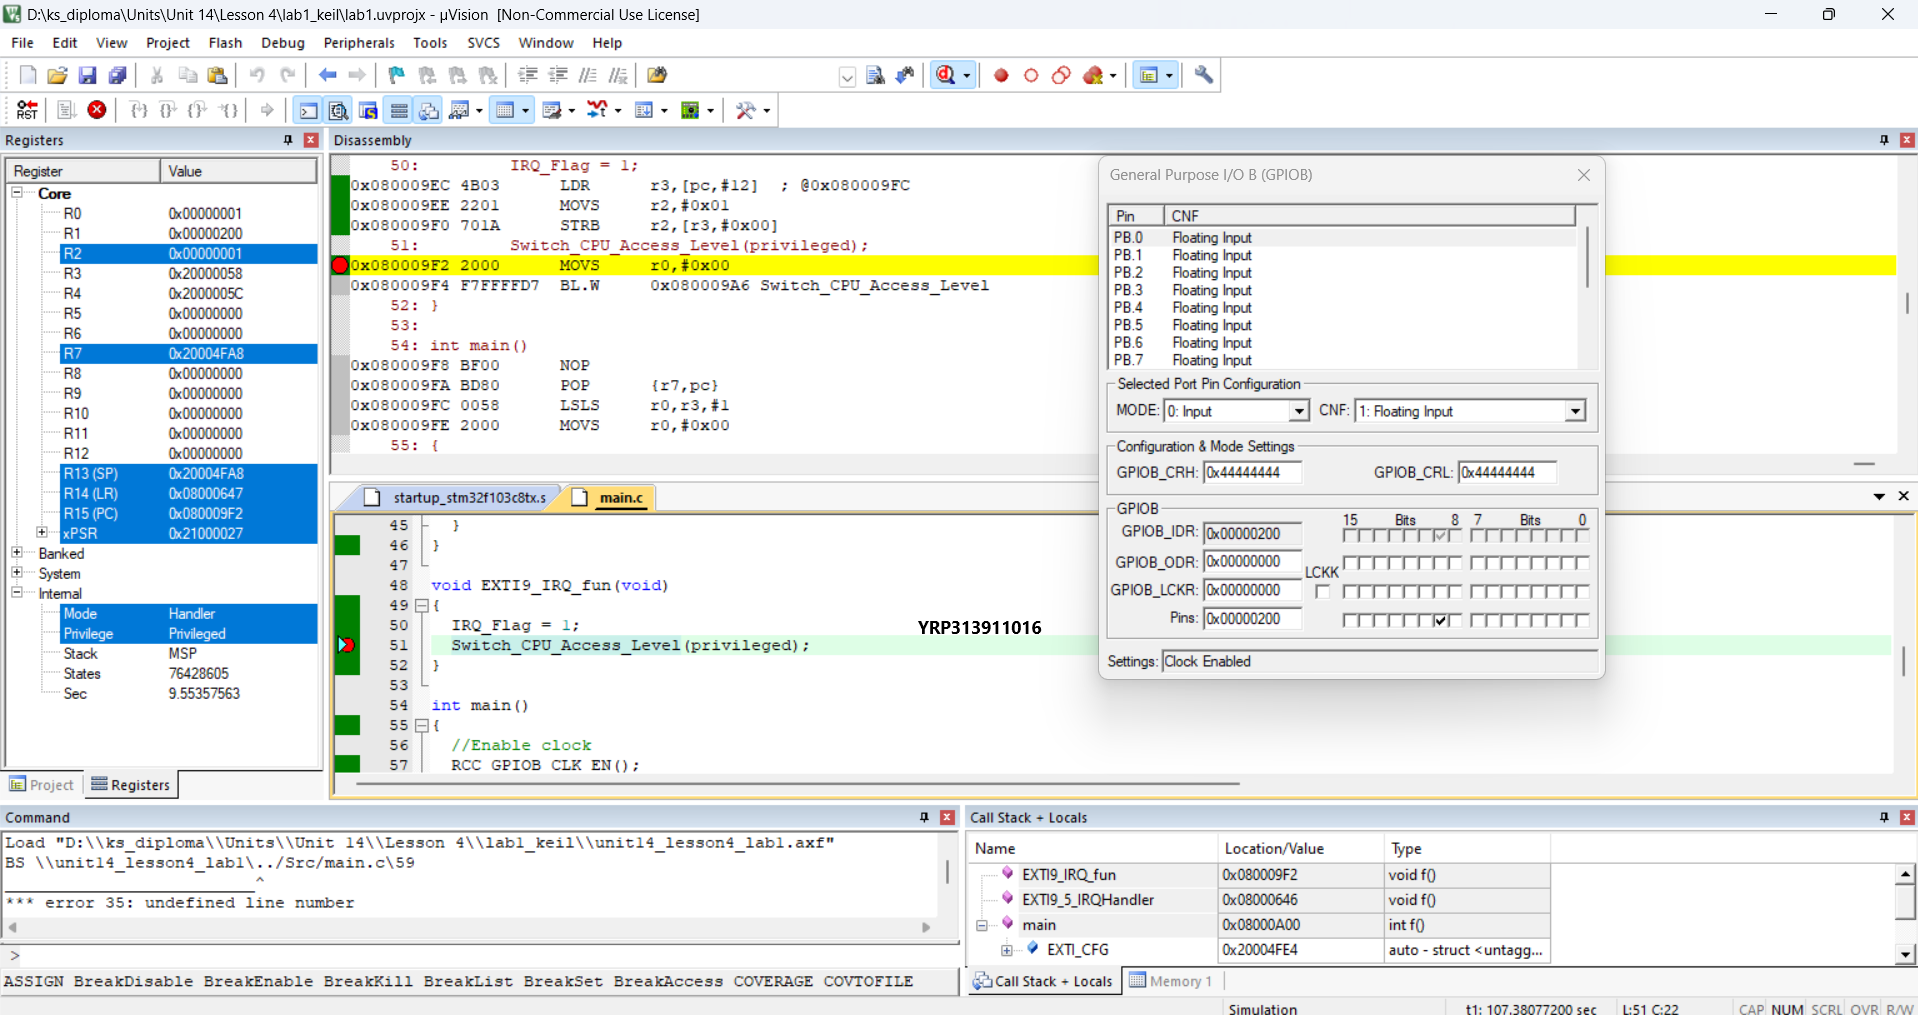 D:\ks_diploma\Units\Unit 14\Lesson 4\lab1_keil\lab1.uvprojx - µVision [Non-Commercial Use License]
File Edit View Project Flash Debug Peripherals Tools SVCS Window Help
RST
Registers
Register Value
Core
R0 0x00000001
R1 0x00000200
R2 0x00000001
R3 0x20000058
R4 0x2000005C
R5 0x00000000
R6 0x00000000
R7 0x20004FA8
R8 0x00000000
R9 0x00000000
R10 0x00000000
R11 0x00000000
R12 0x00000000
R13 (SP) 0x20004FA8
R14 (LR) 0x08000647
R15 (PC) 0x080009F2
xPSR 0x21000027
Banked
System
Internal
Mode Handler
Privilege Privileged
Stack MSP
States 76428605
Sec 9.55357563
Project Registers
Disassembly
50: IRQ_Flag = 1;
0x080009EC 4B03 LDR r3,[pc,#12] ; @0x080009FC
0x080009EE 2201 MOVS r2,#0x01
0x080009F0 701A STRB r2,[r3,#0x00]
51: Switch_CPU_Access_Level(privileged);
0x080009F2 2000 MOVS r0,#0x00
0x080009F4 F7FFFFD7 BL.W 0x080009A6 Switch_CPU_Access_Level
52: }
53:
54: int main()
0x080009F8 BF00 NOP
0x080009FA BD80 POP {r7,pc}
0x080009FC 0058 LSLS r0,r3,#1
0x080009FE 2000 MOVS r0,#0x00
55: {
startup_stm32f103c8tx.s main.c
45 }
46 }
47
48 void EXTI9_IRQ_fun(void)
49 {
50 IRQ_Flag = 1;
51 Switch_CPU_Access_Level(privileged);
52 }
53
54 int main()
55 {
56 //Enable clock
57 RCC_GPIOB_CLK_EN();
YRP313911016
General Purpose I/O B (GPIOB)
Pin CNF
PB.0 Floating Input
PB.1 Floating Input
PB.2 Floating Input
PB.3 Floating Input
PB.4 Floating Input
PB.5 Floating Input
PB.6 Floating Input
PB.7 Floating Input
Selected Port Pin Configuration
MODE: 0: Input CNF: 1: Floating Input
Configuration & Mode Settings
GPIOB_CRH: 0x44444444 GPIOB_CRL: 0x44444444
GPIOB
15 Bits 8 7 Bits 0
GPIOB_IDR: 0x00000200
GPIOB_ODR: 0x00000000
LCKK
GPIOB_LCKR: 0x00000000
Pins: 0x00000200
Settings: Clock Enabled
Command
Load "D:\\ks_diploma\\Units\\Unit 14\\Lesson 4\\lab1_keil\\unit14_lesson4_lab1.axf"
BS \\unit14_lesson4_lab1\../Src/main.c\59
_________________________^
*** error 35: undefined line number
>
ASSIGN BreakDisable BreakEnable BreakKill BreakList BreakSet BreakAccess COVERAGE COVTOFILE
Call Stack + Locals
Name Location/Value Type
EXTI9_IRQ_fun 0x080009F2 void f()
EXTI9_5_IRQHandler 0x08000646 void f()
main 0x08000A00 int f()
EXTI_CFG 0x20004FE4 auto - struct <untagg...
Call Stack + Locals Memory 1
Simulation t1: 107.38077200 sec L:51 C:22 CAP NUM SCRL OVR R/W